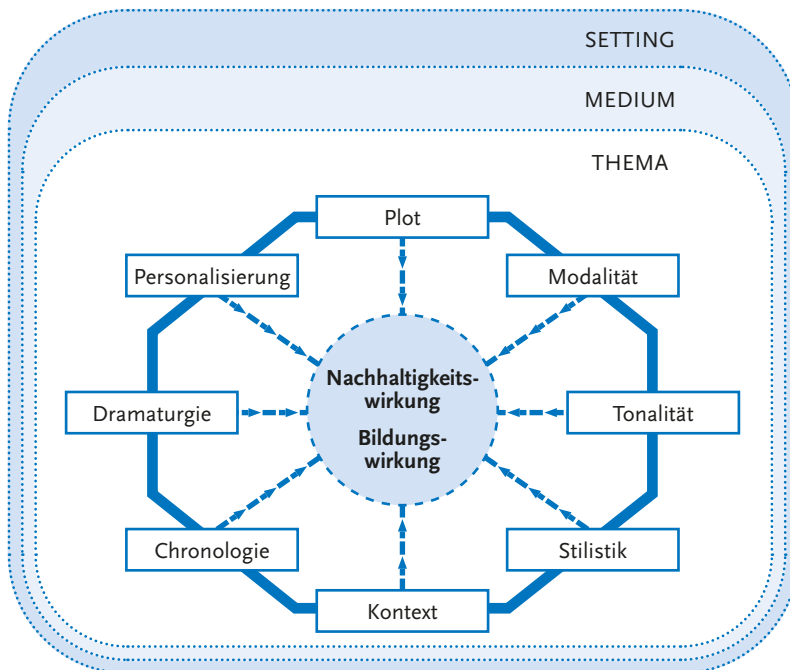 SETTING
MEDIUM
THEMA
Plot
Personalisierung
Modalität
Nachhaltigkeits-
wirkung
Dramaturgie
Tonalität
Bildungs-
wirkung
Chronologie
Stilistik
Kontext